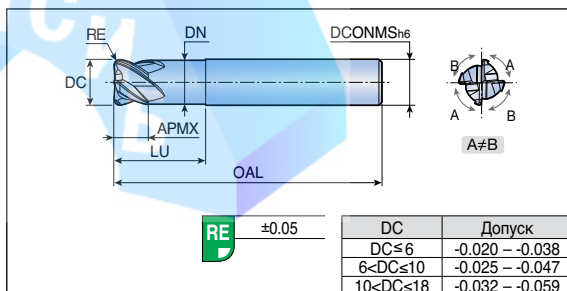 RE
DN
DCONMSh6
DC
B
A
A
B
APMX
LU
A≠B
OAL
RE ±0.05
DC Допуск
DC≤6 -0.020 – -0.038
6<DC≤10 -0.025 – -0.047
10<DC≤18 -0.032 – -0.059